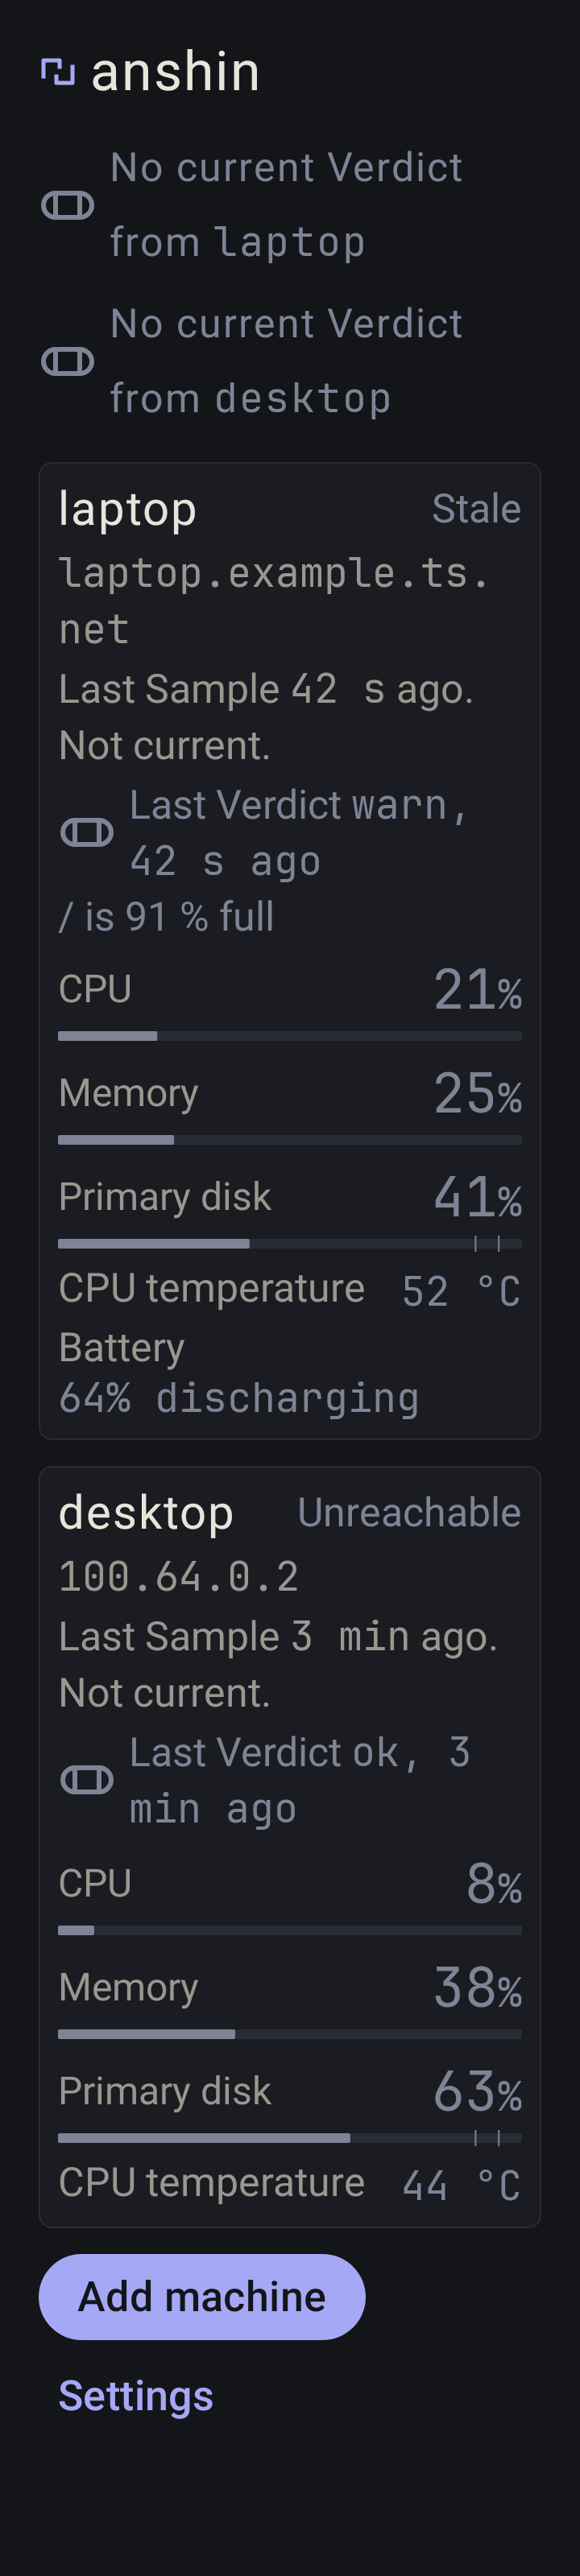 anshin
No current Verdict
from laptop
No current Verdict
from desktop
laptop Stale
laptop.example.ts.
net
Last Sample 42 s ago.
Not current.
Last Verdict warn,
42 s ago
/ is 91 % full
CPU 21%
Memory 25%
Primary disk 41%
CPU temperature 52 °C
Battery
64% discharging
desktop Unreachable
100.64.0.2
Last Sample 3 min ago.
Not current.
Last Verdict ok, 3
min ago
CPU 8%
Memory 38%
Primary disk 63%
CPU temperature 44 °C
Add machine
Settings